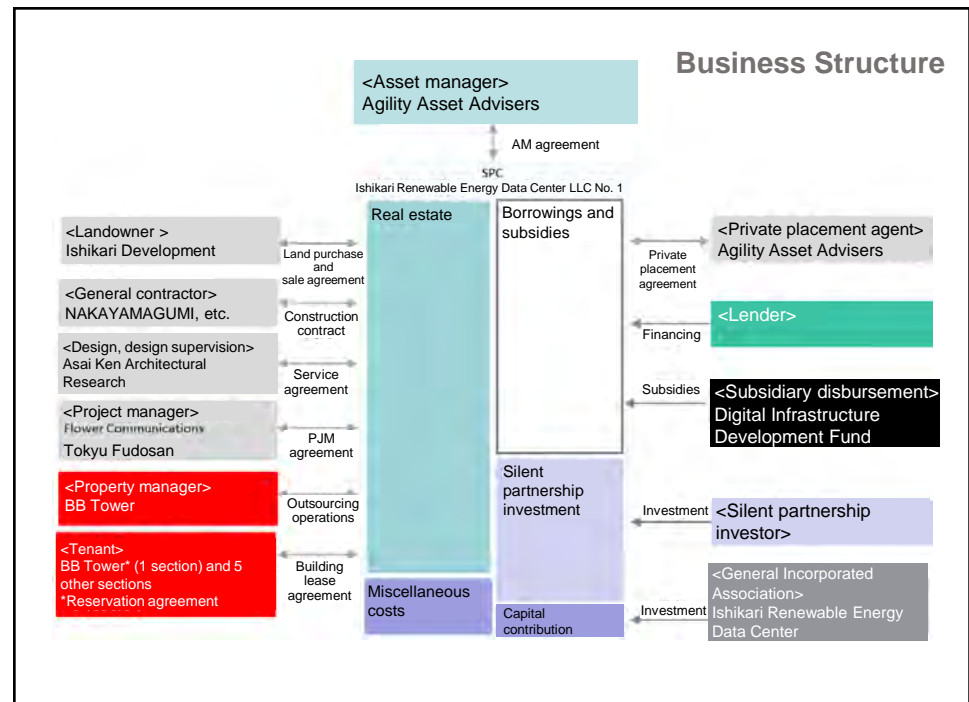 Business Structure
<Asset manager>
Agility Asset Advisers
AM agreement
SPC
Ishikari Renewable Energy Data Center LLC No. 1
Real estate
Borrowings and
subsidies
<Landowner >
Ishikari Development
Land purchase
and
sale agreement
<General contractor>
NAKAYAMAGUMI, etc.
Construction
contract
<Design, design supervision>
Asai Ken Architectural
Research
Service
agreement
<Project manager>
Flower Communications
Tokyu Fudosan
PJM
agreement
<Property manager>
BB Tower
Outsourcing
operations
<Tenant>
BB Tower* (1 section) and 5
other sections
*Reservation agreement
Building
lease
agreement
Miscellaneous
costs
Silent
partnership
investment
Capital
contribution
Private
placement
agreement
<Private placement agent>
Agility Asset Advisers
Financing
<Lender>
Subsidies
<Subsidiary disbursement>
Digital Infrastructure
Development Fund
Investment
<Silent partnership
investor>
Investment
<General Incorporated
Association>
Ishikari Renewable Energy
Data Center